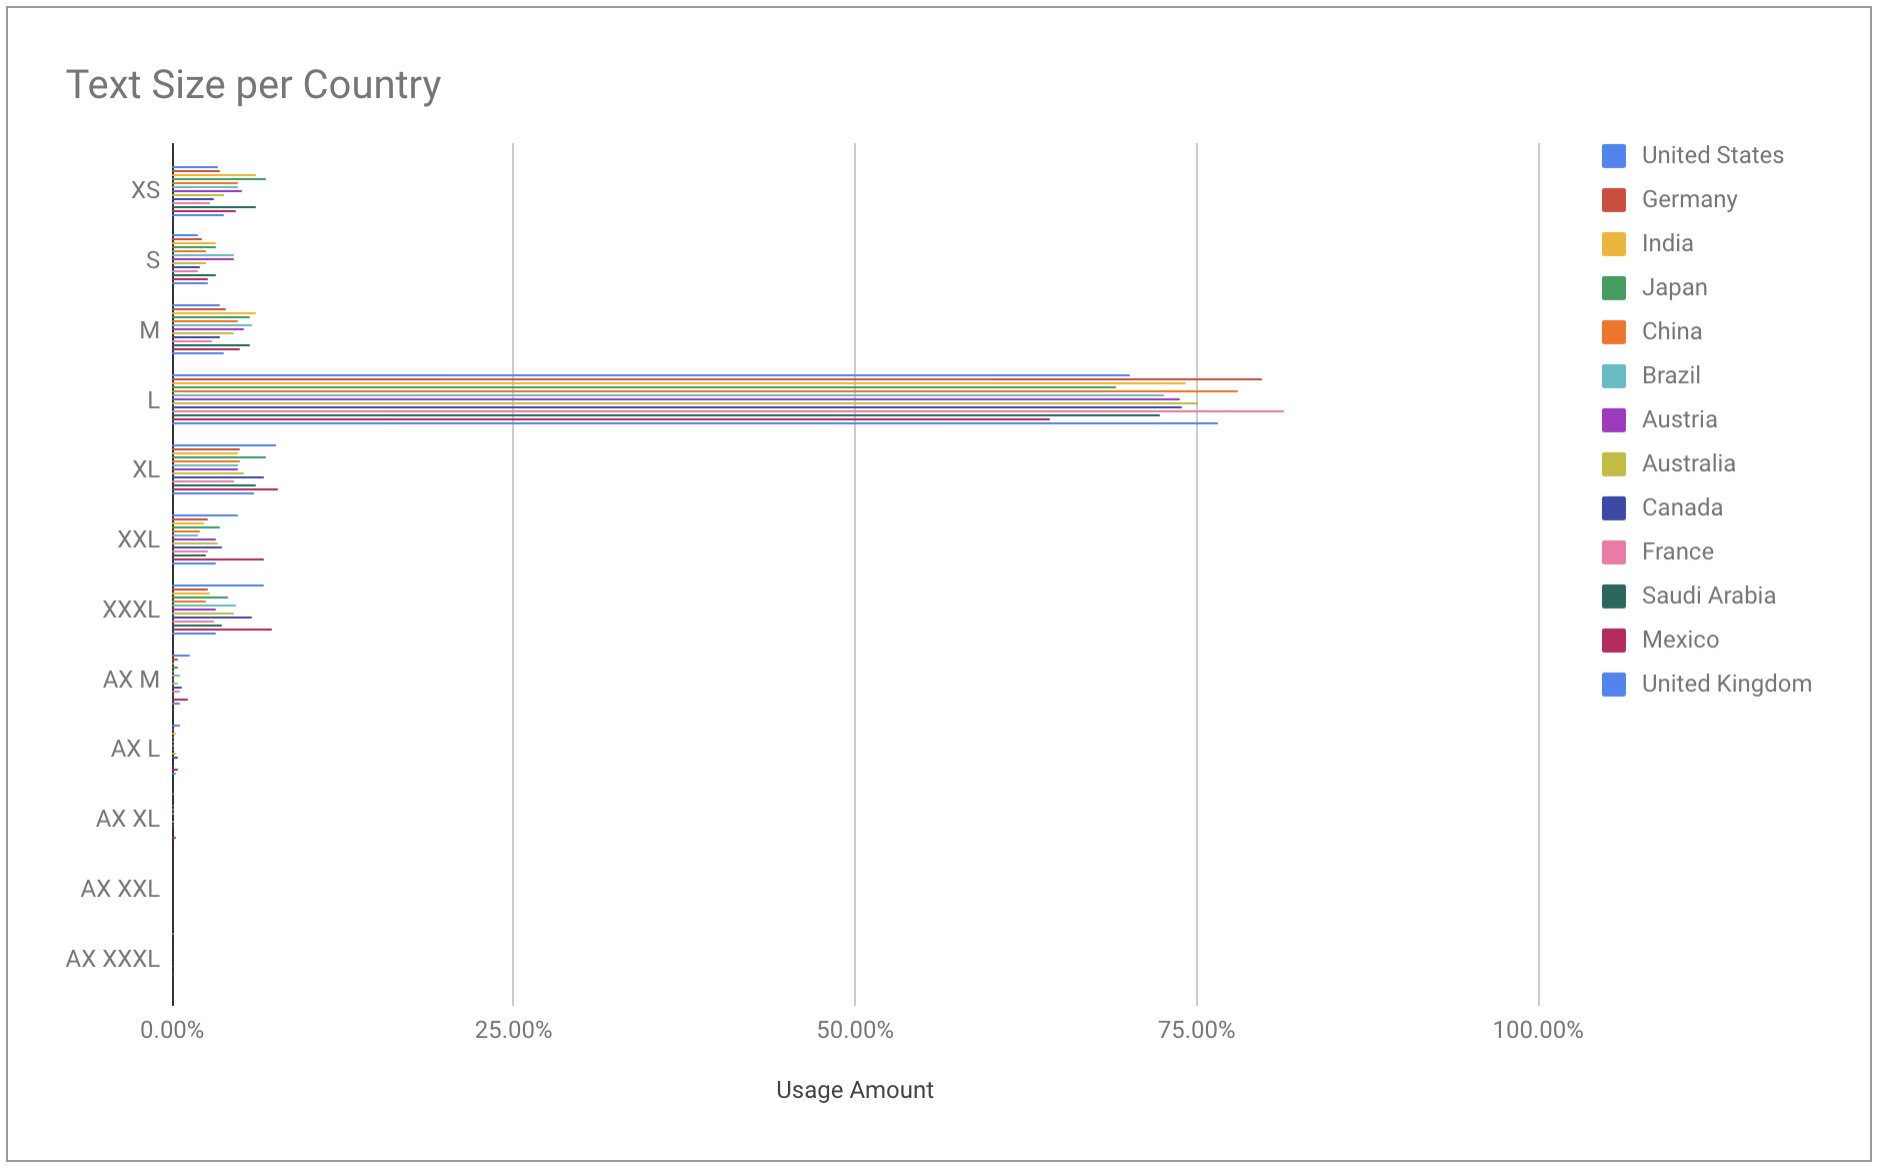 Text Size per Country
XS
S
M
L
XL
XXL
XXXL
AX M
AX L
AX XL
AX XXL
AX XXXL
0.00%
25.00%
50.00%
75.00%
100.00%
Usage Amount
United States
Germany
India
Japan
China
Brazil
Austria
Australia
Canada
France
Saudi Arabia
Mexico
United Kingdom